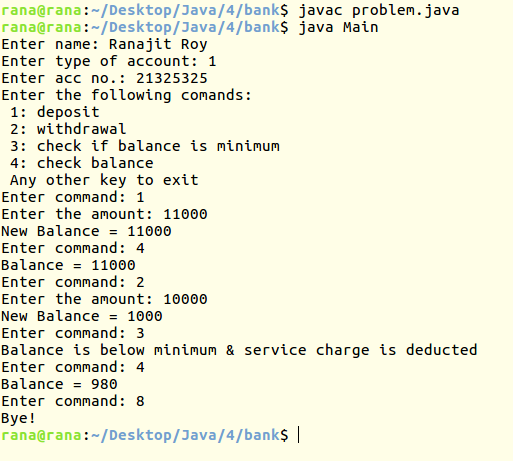 rana@rana:~/Desktop/Java/4/bank$ javac problem.java
rana@rana:~/Desktop/Java/4/bank$ java Main
Enter name: Ranajit Roy
Enter type of account: 1
Enter acc no.: 21325325
Enter the following comands:
 1: deposit
 2: withdrawal
 3: check if balance is minimum
 4: check balance
 Any other key to exit
Enter command: 1
Enter the amount: 11000
New Balance = 11000
Enter command: 4
Balance = 11000
Enter command: 2
Enter the amount: 10000
New Balance = 1000
Enter command: 3
Balance is below minimum & service charge is deducted
Enter command: 4
Balance = 980
Enter command: 8
Bye!
rana@rana:~/Desktop/Java/4/bank$